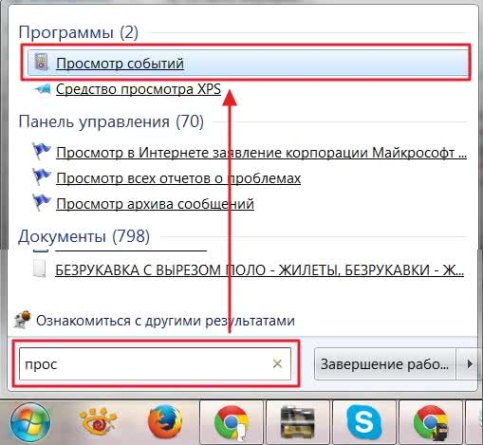 Программы (2)
Просмотр событий
Средство просмотра XPS
Панель управления (70)
Просмотр в Интернете заявление корпорации Майкрософт ...
Просмотр всех отчетов о проблемах
Просмотр архива сообщений
Документы (798)
БЕЗРУКАВКА С ВЫРЕЗОМ ПОЛО - ЖИЛЕТЫ, БЕЗРУКАВКИ - Ж...
Ознакомиться с другими результатами
прос
Завершение рабо...